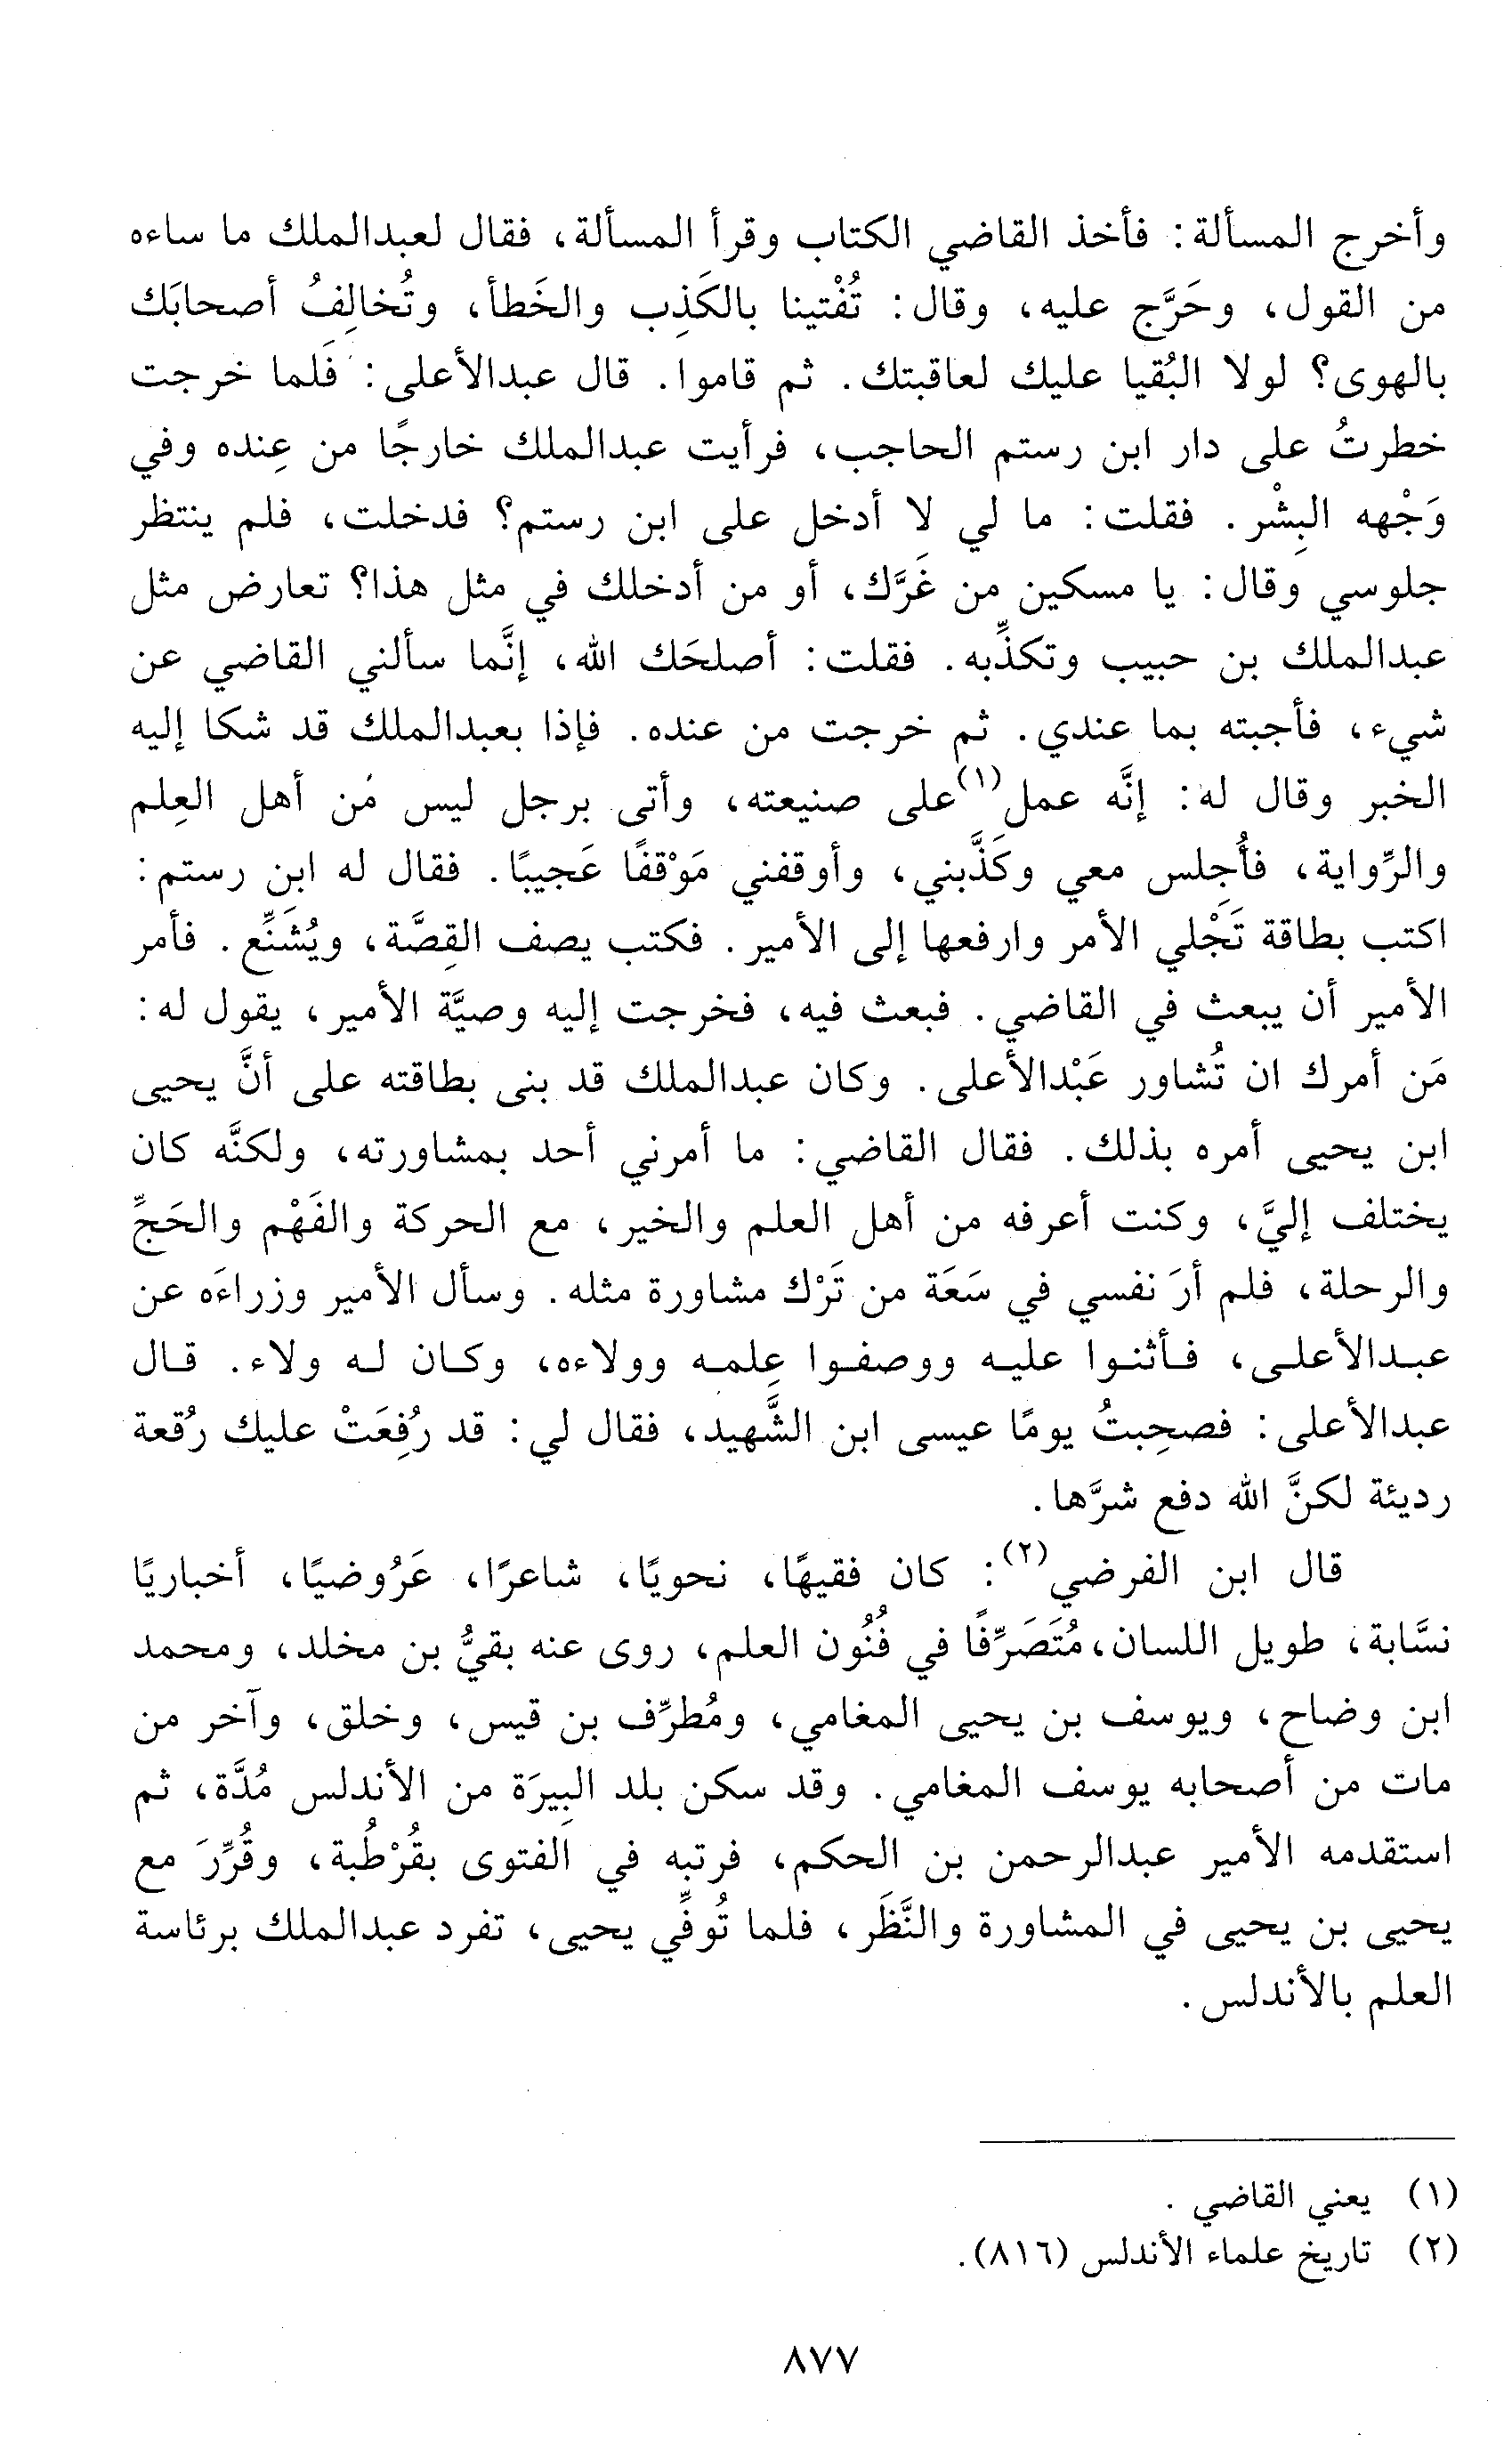 وأخرج المسألة: فأخذ القاضي الكتاب وقرأ المسألة، فقال لعبدالملك ما ساءه
من القول، وحَرَّج عليه، وقال: تُفْتينا بالكَذِب والخَطأ، وتُخالِفُ أصحابَك
بالهوى؟ لولا البُقيا عليك لعاقبتك. ثم قاموا. قال عبدالأعلى: فَلما خرجت
خطرتُ على دار ابن رستم الحاجب، فرأيت عبدالملك خارجًا من عِنده وفي
وَجْهه البِشْر. فقلت: ما لي لا أدخل على ابن رستم؟ فدخلت، فلم ينتظر
جلوسي وقال: يا مسكين من غَرَّك، أو من أدخلك في مثل هذا؟ تعارض مثل
عبدالملك بن حبيب وتكذِّبه. فقلت: أصلحَك الله، إنَّما سألني القاضي عن
شيء، فأجبته بما عندي. ثم خرجت من عنده. فإذا بعبدالملك قد شكا إليه
الخبر وقال له: إنَّه عمل(١) على صنيعته، وأتى برجل ليس مُن أهل العِلم
والرِّواية، فأُجلِس معي وكَذَّبني، وأوقفني مَوْقفًا عَجيبًا. فقال له ابن رستم:
اكتب بطاقة تَجْلي الأمر وارفعها إلى الأمير. فكتب يصف القِصَّة، ويُشَنِّع. فأمر
الأمير أن يبعث في القاضي. فبعث فيه، فخرجت إليه وصيَّة الأمير، يقول له:
مَن أمرك ان تُشاور عَبْدالأعلى. وكان عبدالملك قد بنى بطاقته على أنَّ يحيى
ابن يحيى أمره بذلك. فقال القاضي: ما أمرني أحد بمشاورته، ولكنَّه كان
يختلف إليَّ، وكنت أعرفه من أهل العلم والخير، مع الحركة والفَهْم والحَجِّ
والرحلة، فلم أرَ نفسي في سَعَة من تَرْك مشاورة مثله. وسأل الأمير وزراءَه عن
عبدالأعلى، فأثنوا عليه ووصفوا عِلمه وولاءه، وكان له ولاء. قال
عبدالأعلى: فصحِبتُ يومًا عيسى ابن الشَّهيد، فقال لي: قد رُفِعَتْ عليك رُقعة
رديئة لكنَّ الله دفع شرَّها.
قال ابن الفرضي(٢): كان فقيهًا، نحويًا، شاعرًا، عَرُوضيًا، أخباريًا
نسَّابة، طويل اللسان، مُتَصَرِّفًا في فُنُون العلم، روى عنه بقيُّ بن مخلد، ومحمد
ابن وضاح، ويوسف بن يحيى المغامي، ومُطرِّف بن قيس، وخلق، وآخر من
مات من أصحابه يوسف المغامي. وقد سكن بلد البِيرَة من الأندلس مُدَّة، ثم
استقدمه الأمير عبدالرحمن بن الحكم، فرتبه في الفتوى بقُرْطُبة، وقُرِّرَ مع
يحيى بن يحيى في المشاورة والنَّظَر، فلما تُوفِّي يحيى، تفرد عبدالملك برئاسة
العلم بالأندلس.
(١) يعني القاضي.
(٢) تاريخ علماء الأندلس (٨١٦).
٨٧٧